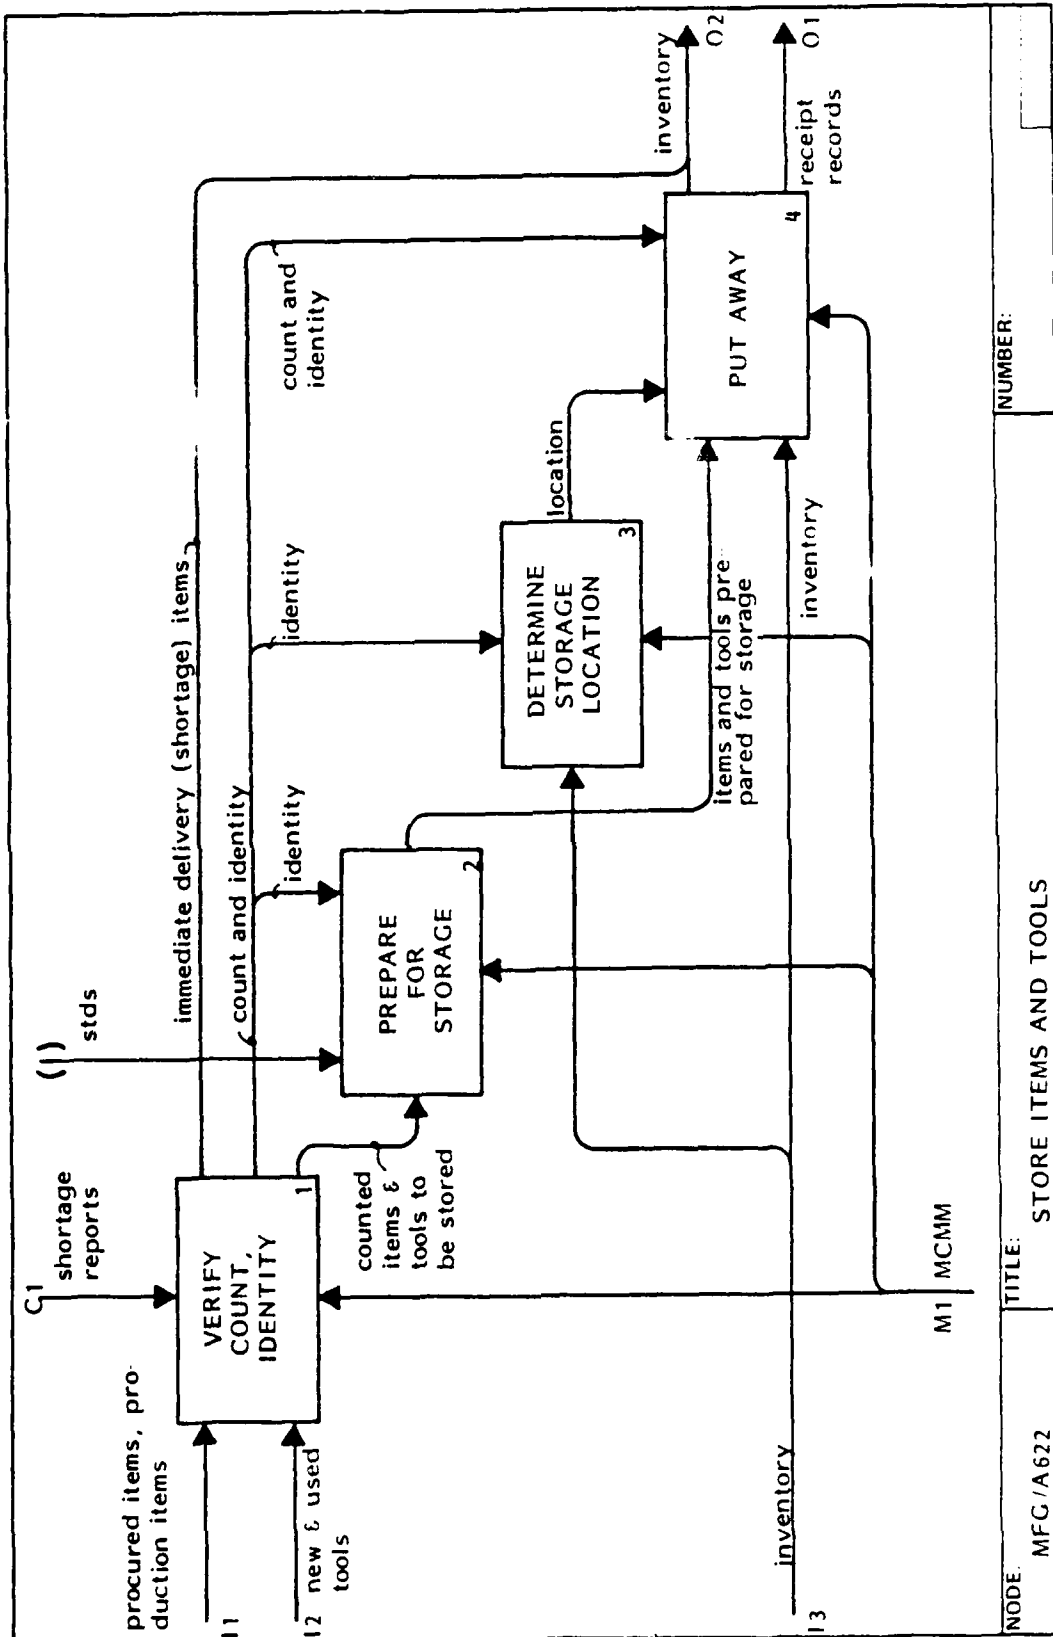 C1
shortage
reports
(|)
stds
procured items, pro-
duction items
I1
I2 new & used
tools
VERIFY
COUNT,
IDENTITY
1
immediate delivery (shortage) items
count and identity
identity
identity
count and
identity
counted
items &
tools to
be stored
PREPARE
FOR
STORAGE
2
DETERMINE
STORAGE
LOCATION
3
location
items and tools pre-
pared for storage
PUT AWAY
4
inventory
O2
O1
receipt
records
inventory
inventory
I3
M1 MCMM
NODE:
MFG/A622
TITLE:
STORE ITEMS AND TOOLS
NUMBER: